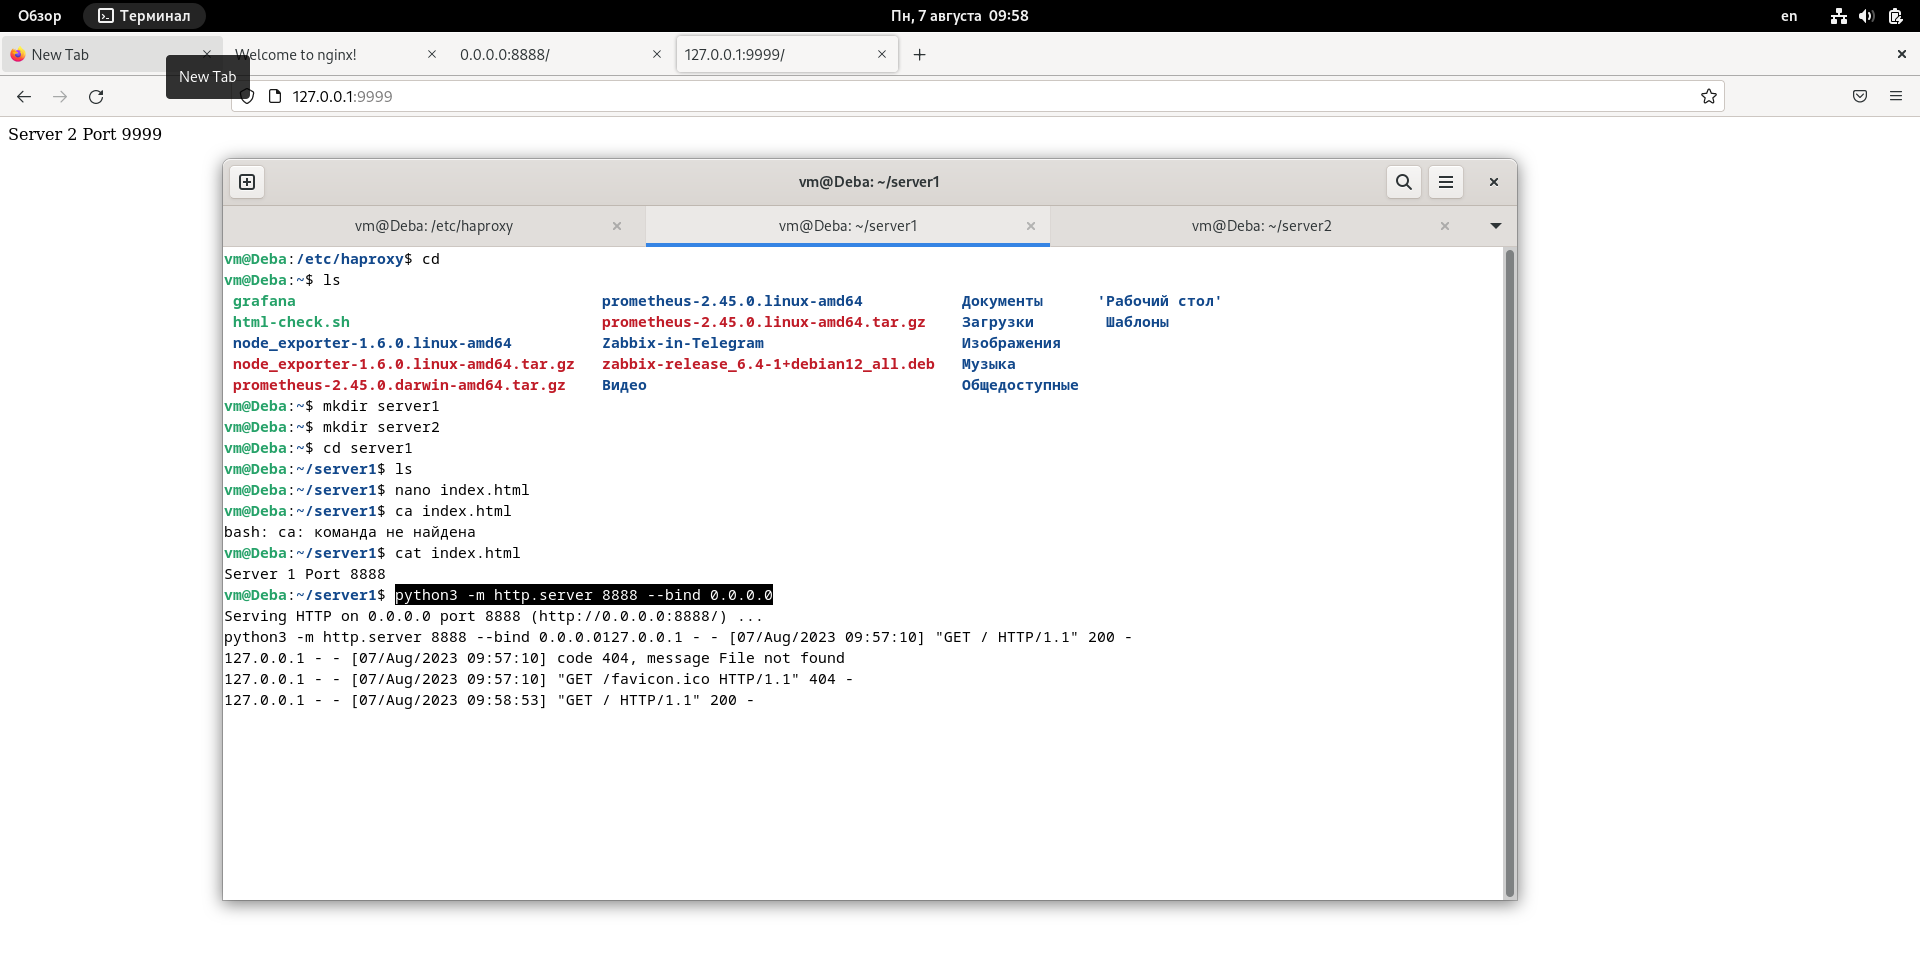 Обзор Терминал Пн, 7 августа 09:58 en
New Tab Welcome to nginx! 0.0.0.0:8888/ 127.0.0.1:9999/
New Tab
127.0.0.1:9999
Server 2 Port 9999
vm@Deba: ~/server1
vm@Deba: /etc/haproxy vm@Deba: ~/server1 vm@Deba: ~/server2
vm@Deba:/etc/haproxy$ cd
vm@Deba:~$ ls
grafana prometheus-2.45.0.linux-amd64 Документы 'Рабочий стол'
html-check.sh prometheus-2.45.0.linux-amd64.tar.gz Загрузки Шаблоны
node_exporter-1.6.0.linux-amd64 Zabbix-in-Telegram Изображения
node_exporter-1.6.0.linux-amd64.tar.gz zabbix-release_6.4-1+debian12_all.deb Музыка
prometheus-2.45.0.darwin-amd64.tar.gz Видео Общедоступные
vm@Deba:~$ mkdir server1
vm@Deba:~$ mkdir server2
vm@Deba:~$ cd server1
vm@Deba:~/server1$ ls
vm@Deba:~/server1$ nano index.html
vm@Deba:~/server1$ ca index.html
bash: ca: команда не найдена
vm@Deba:~/server1$ cat index.html
Server 1 Port 8888
vm@Deba:~/server1$ python3 -m http.server 8888 --bind 0.0.0.0
Serving HTTP on 0.0.0.0 port 8888 (http://0.0.0.0:8888/) ...
python3 -m http.server 8888 --bind 0.0.0.0127.0.0.1 - - [07/Aug/2023 09:57:10] "GET / HTTP/1.1" 200 -
127.0.0.1 - - [07/Aug/2023 09:57:10] code 404, message File not found
127.0.0.1 - - [07/Aug/2023 09:57:10] "GET /favicon.ico HTTP/1.1" 404 -
127.0.0.1 - - [07/Aug/2023 09:58:53] "GET / HTTP/1.1" 200 -